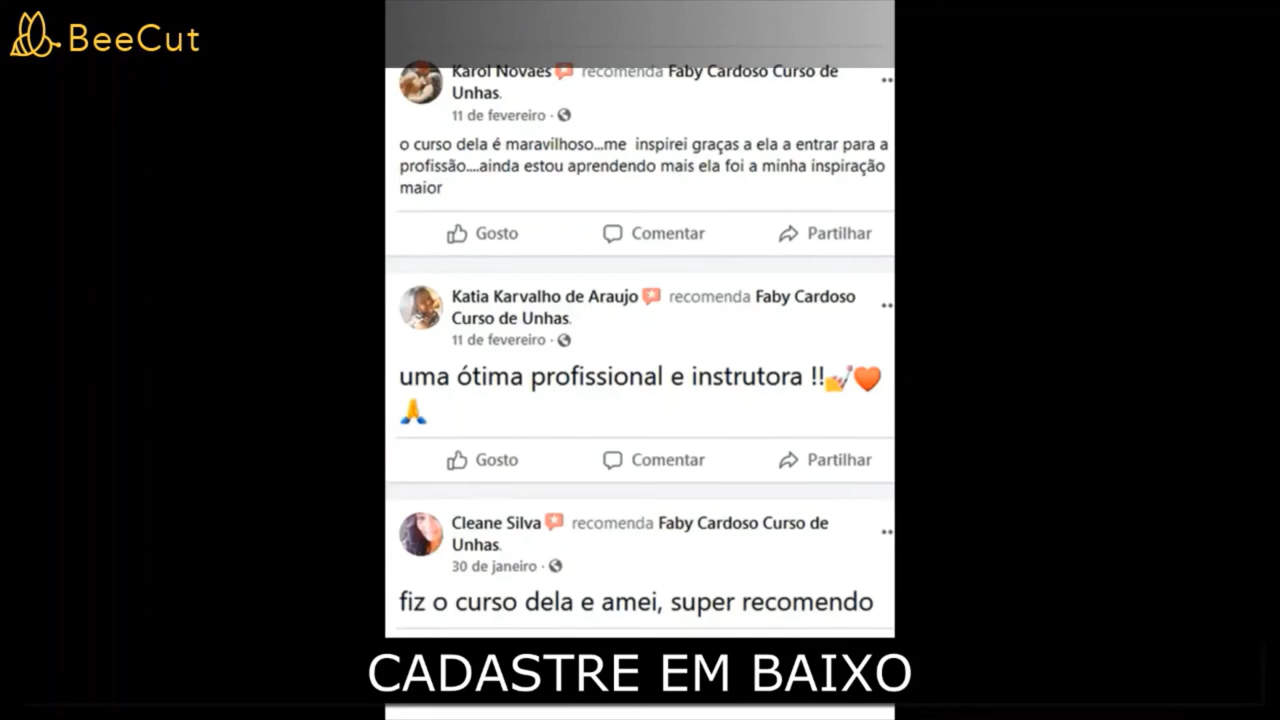 BeeCut
Karol Novaes recomenda Faby Cardoso Curso de
Unhas.
11 de fevereiro ·
o curso dela é maravilhoso...me inspirei graças a ela a entrar para a
profissão....ainda estou aprendendo mais ela foi a minha inspiração
maior
Gosto Comentar Partilhar
Katia Karvalho de Araujo recomenda Faby Cardoso
Curso de Unhas.
11 de fevereiro ·
uma ótima profissional e instrutora !!💅❤️
🙏
Gosto Comentar Partilhar
Cleane Silva recomenda Faby Cardoso Curso de
Unhas.
30 de janeiro ·
fiz o curso dela e amei, super recomendo
CADASTRE EM BAIXO